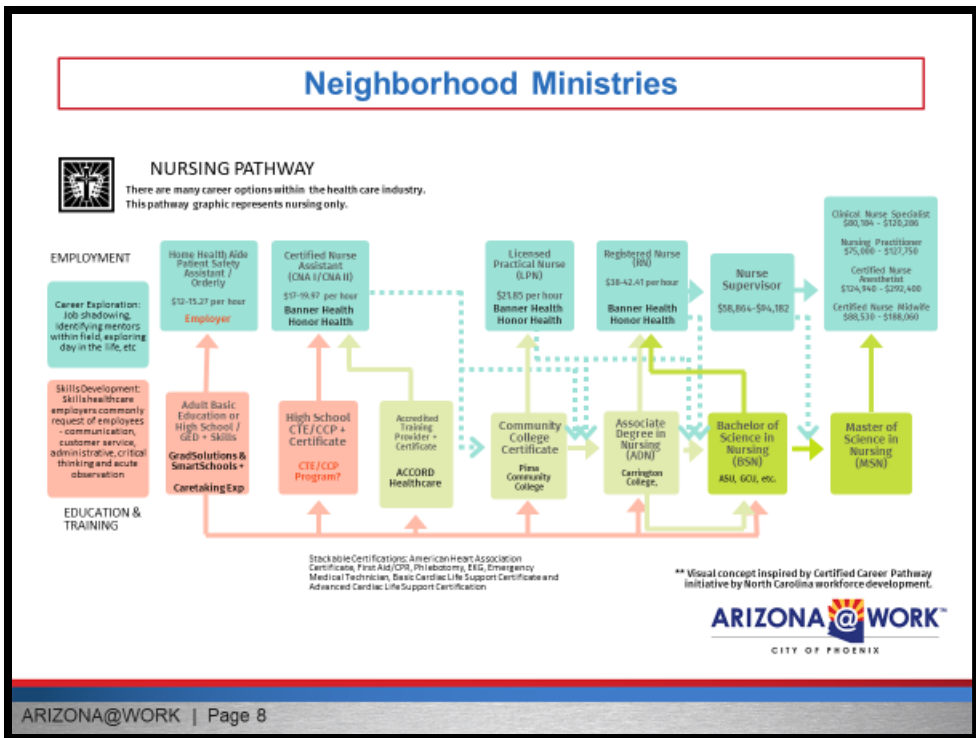 Neighborhood Ministries
NURSING PATHWAY
There are many career options within the health care industry.
This pathway graphic represents nursing only.
EMPLOYMENT
Career Exploration:
Job shadowing,
identifying mentors
within field, exploring
day in the life, etc
Home Health Aide
Patient Safety
Assistant /
Orderly
$12-15.27 per hour
Employer
Certified Nurse
Assistant
(CNA I/CNA II)
$17-19.97 per hour
Banner Health
Honor Health
Licensed
Practical Nurse
(LPN)
$21.85 per hour
Banner Health
Honor Health
Registered Nurse
(RN)
$38-42.41 per hour
Banner Health
Honor Health
Nurse
Supervisor
$58,864-$94,182
Clinical Nurse Specialist
$80,184 - $120,286
Nursing Practitioner
$75,000 - $127,750
Certified Nurse
Anesthetist
$124,940 - $292,400
Certified Nurse Midwife
$88,530 - $188,060
Skills Development:
Skills healthcare
employers commonly
request of employees
- communication,
customer service,
administrative, critical
thinking and acute
observation
Adult Basic
Education or
High School /
GED + Skills
GradSolutions &
SmartSchools +
Caretaking Exp
High School
CTE/CCP +
Certificate
CTE/CCP
Program?
Accredited
Training
Provider +
Certificate
ACCORD
Healthcare
Community
College
Certificate
Pima
Community
College
Associate
Degree in
Nursing
(ADN)
Carrington
College,
Bachelor of
Science in
Nursing
(BSN)
ASU, GCU, etc.
Master of
Science in
Nursing
(MSN)
EDUCATION &
TRAINING
Stackable Certifications: American Heart Association
Certificate, First Aid/CPR, Phlebotomy, EKG, Emergency
Medical Technician, Basic Cardiac Life Support Certificate and
Advanced Cardiac Life Support Certification
** Visual concept inspired by Certified Career Pathway
initiative by North Carolina workforce development.
ARIZONA@WORK™
CITY OF PHOENIX
ARIZONA@WORK | Page 8